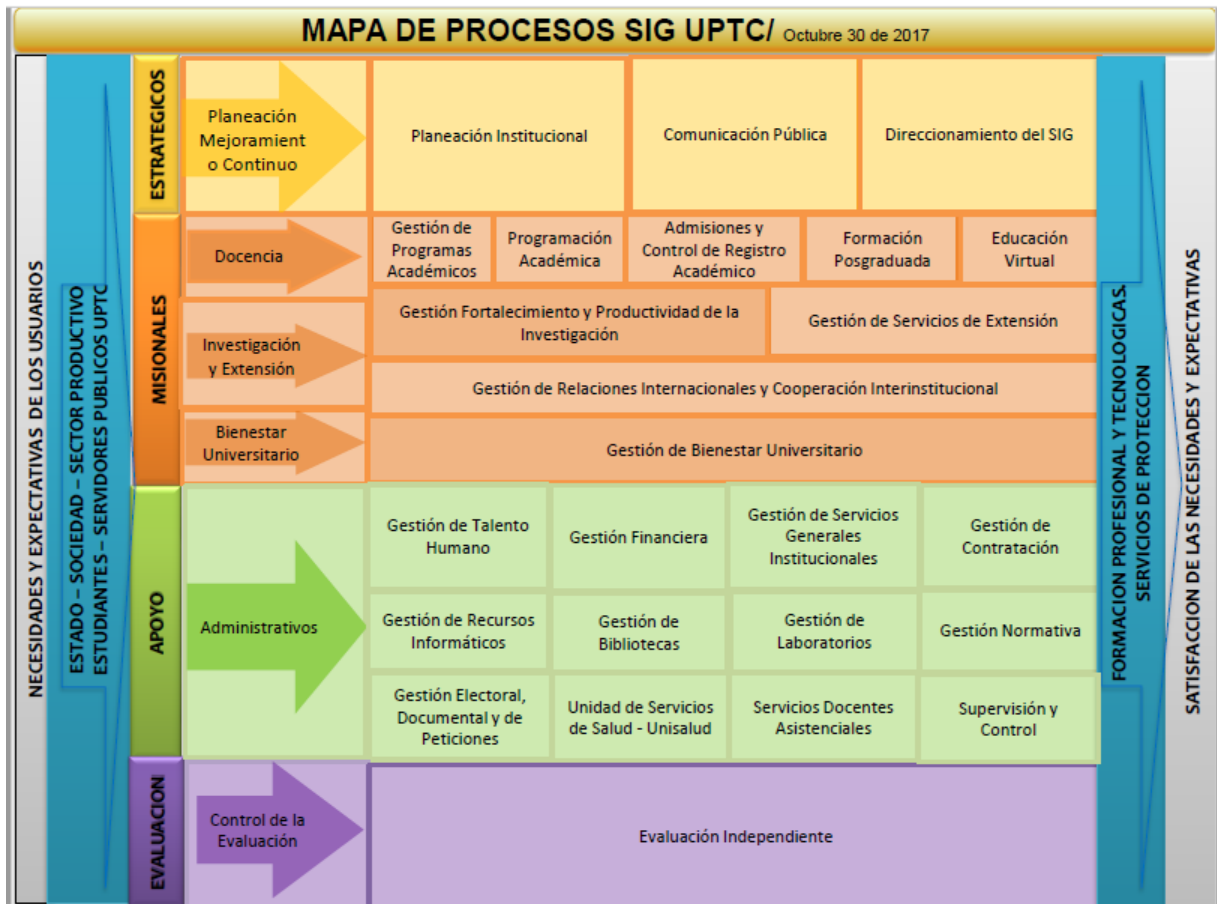 MAPA DE PROCESOS SIG UPTC/ Octubre 30 de 2017
NECESIDADES Y EXPECTATIVAS DE LOS USUARIOS
ESTADO – SOCIEDAD – SECTOR PRODUCTIVO
ESTUDIANTES – SERVIDORES PUBLICOS UPTC
ESTRATEGICOS
Planeación
Mejoramient
o Continuo
Planeación Institucional
Comunicación Pública
Direccionamiento del SIG
MISIONALES
Docencia
Gestión de
Programas
Académicos
Programación
Académica
Admisiones y
Control de Registro
Académico
Formación
Posgraduada
Educación
Virtual
Investigación
y Extensión
Gestión Fortalecimiento y Productividad de la
Investigación
Gestión de Servicios de Extensión
Gestión de Relaciones Internacionales y Cooperación Interinstitucional
Bienestar
Universitario
Gestión de Bienestar Universitario
APOYO
Administrativos
Gestión de Talento
Humano
Gestión Financiera
Gestión de Servicios
Generales
Institucionales
Gestión de
Contratación
Gestión de Recursos
Informáticos
Gestión de
Bibliotecas
Gestión de
Laboratorios
Gestión Normativa
Gestión Electoral,
Documental y de
Peticiones
Unidad de Servicios
de Salud - Unisalud
Servicios Docentes
Asistenciales
Supervisión y
Control
EVALUACION
Control de la
Evaluación
Evaluación Independiente
FORMACION PROFESIONAL Y TECNOLOGICAS.
SERVICIOS DE PROTECCION
SATISFACCION DE LAS NECESIDADES Y EXPECTATIVAS